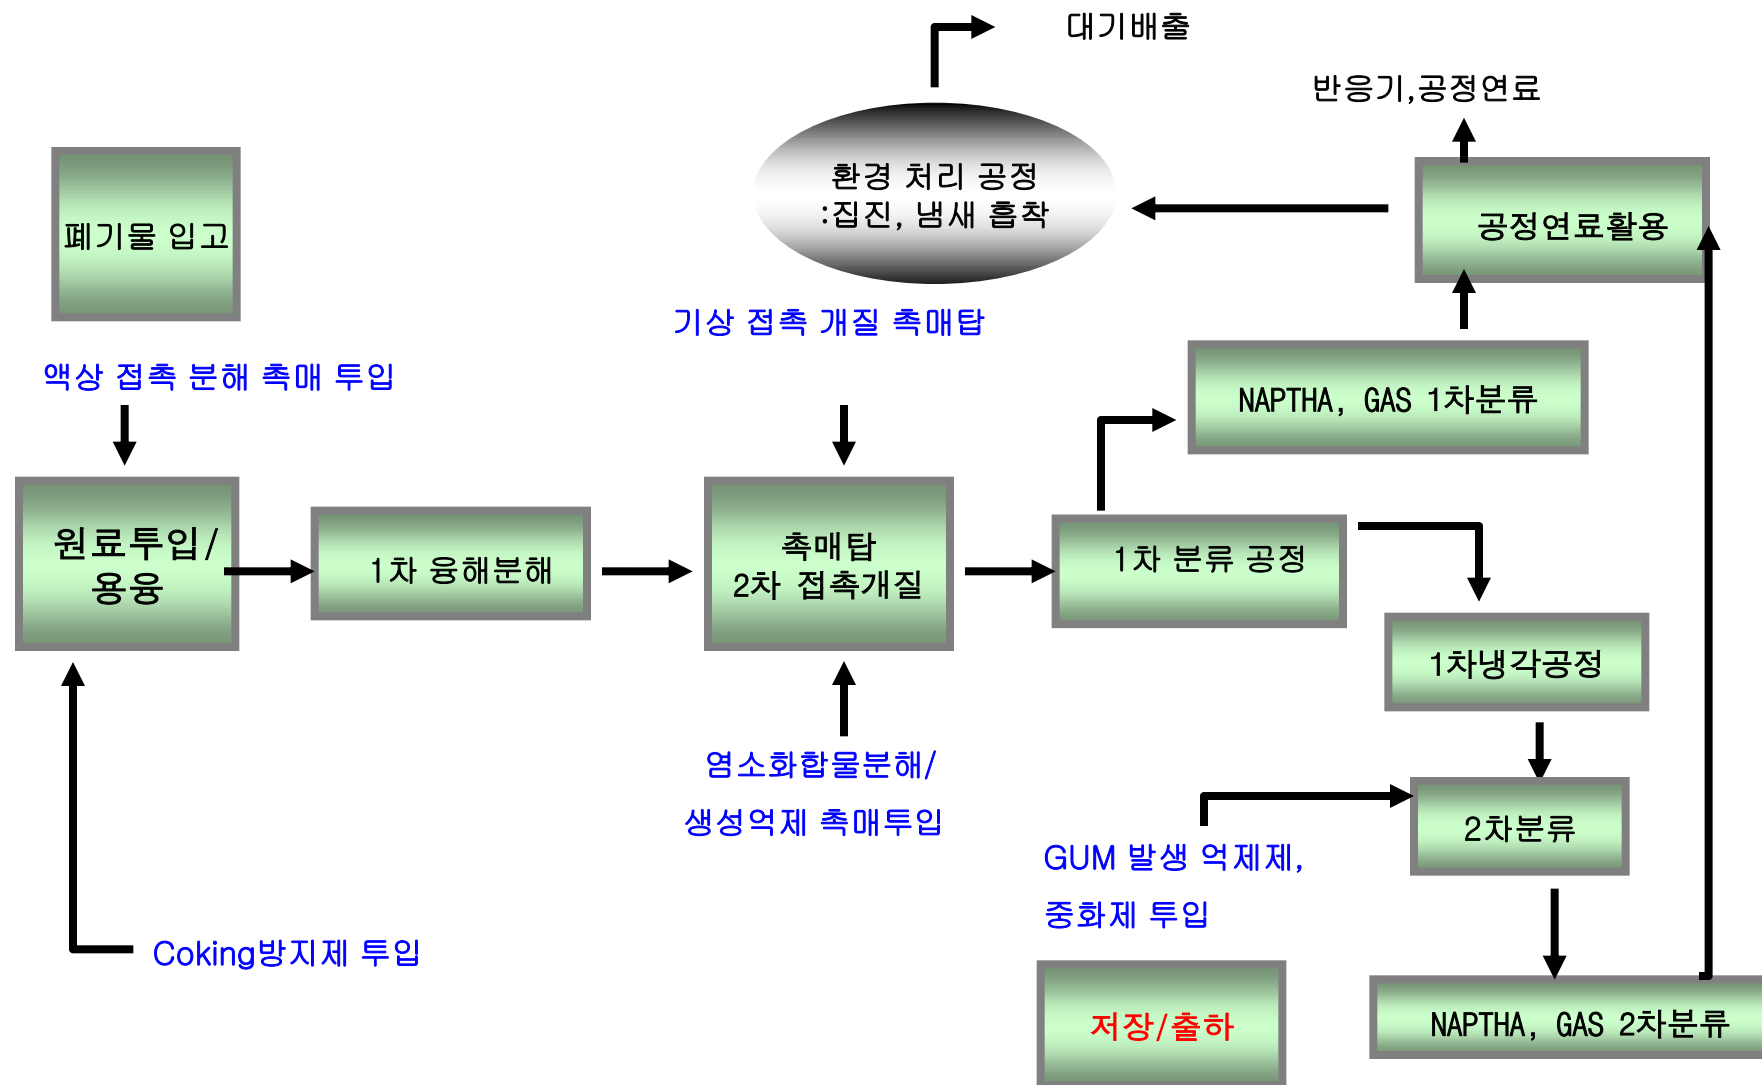 대기배출
반응기,공정연료
환경 처리 공정
:집진, 냄새 흡착
폐기물 입고
공정연료활용
기상 접촉 개질 촉매탑
액상 접촉 분해 촉매 투입
NAPTHA, GAS 1차분류
원료투입/
용융
1차 융해분해
촉매탑
2차 접촉개질
1차 분류 공정
1차냉각공정
염소화합물분해/
생성억제 촉매투입
2차분류
GUM 발생 억제제,
중화제 투입
Coking방지제 투입
저장/출하
NAPTHA, GAS 2차분류